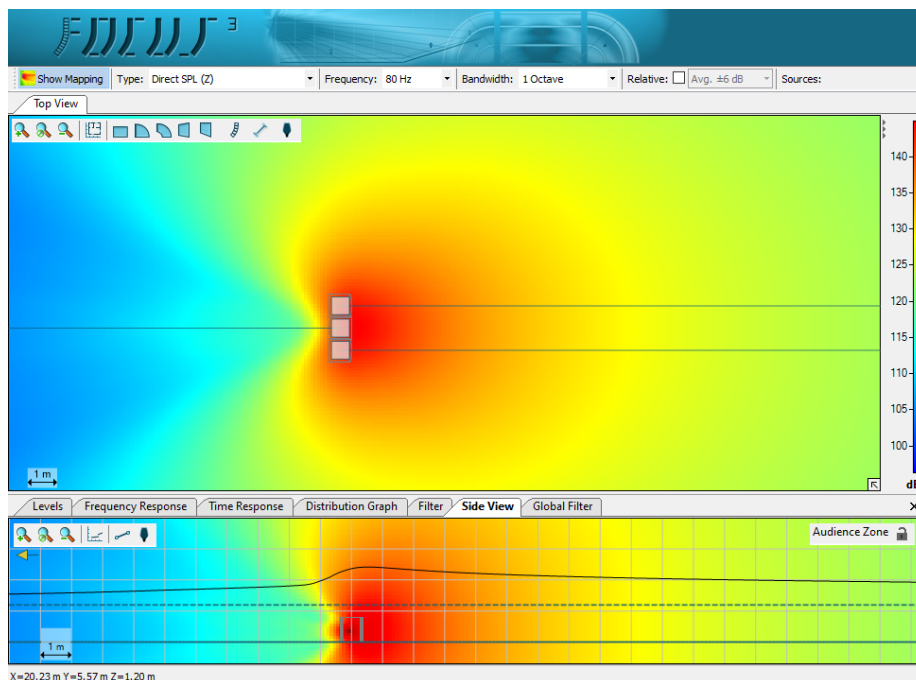 FOCUS 3
Show Mapping Type: Direct SPL (Z) Frequency: 80 Hz Bandwidth: 1 Octave Relative: Avg. ±6 dB Sources:
Top View
140
135
130
125
120
115
110
105
100
1 m
Levels Frequency Response Time Response Distribution Graph Filter Side View Global Filter
Audience Zone
1 m
X=20.23 m Y=5.57 m Z=1.20 m